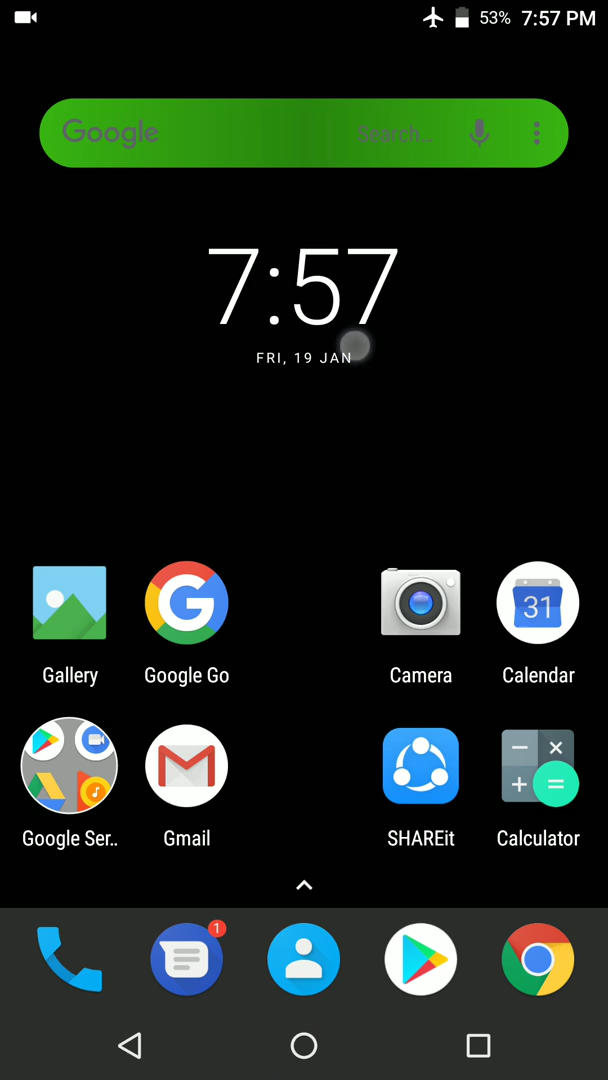 53% 7:57 PM
Google Search...
7:57
FRI, 19 JAN
Gallery Google Go Camera Calendar
31
Google Ser.. Gmail SHAREit Calculator
1